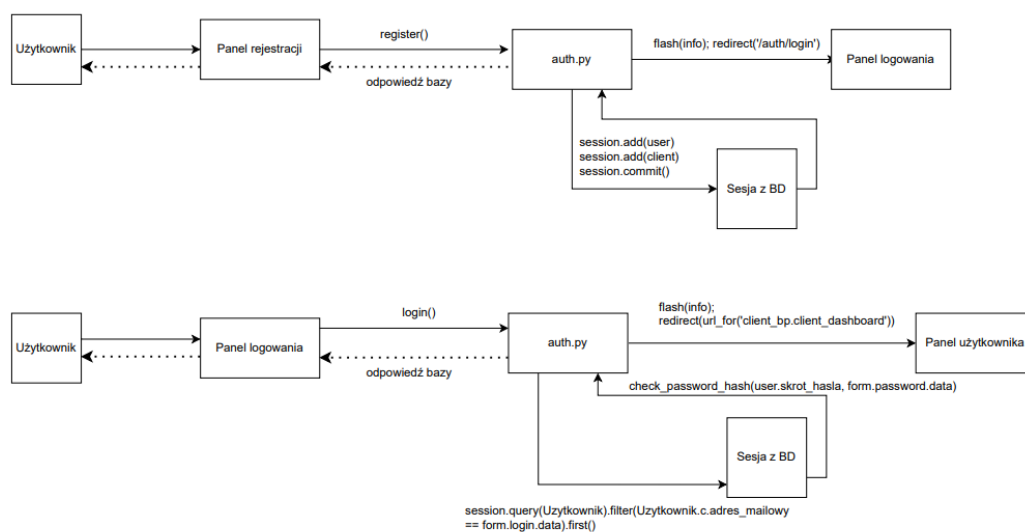 Użytkownik
Panel rejestracji
register()
odpowiedź bazy
auth.py
flash(info); redirect('/auth/login')
Panel logowania
session.add(user)
session.add(client)
session.commit()
Sesja z BD
Użytkownik
Panel logowania
login()
odpowiedź bazy
auth.py
flash(info);
redirect(url_for('client_bp.client_dashboard'))
Panel użytkownika
check_password_hash(user.skrot_hasla, form.password.data)
Sesja z BD
session.query(Uzytkownik).filter(Uzytkownik.c.adres_mailowy
== form.login.data).first()